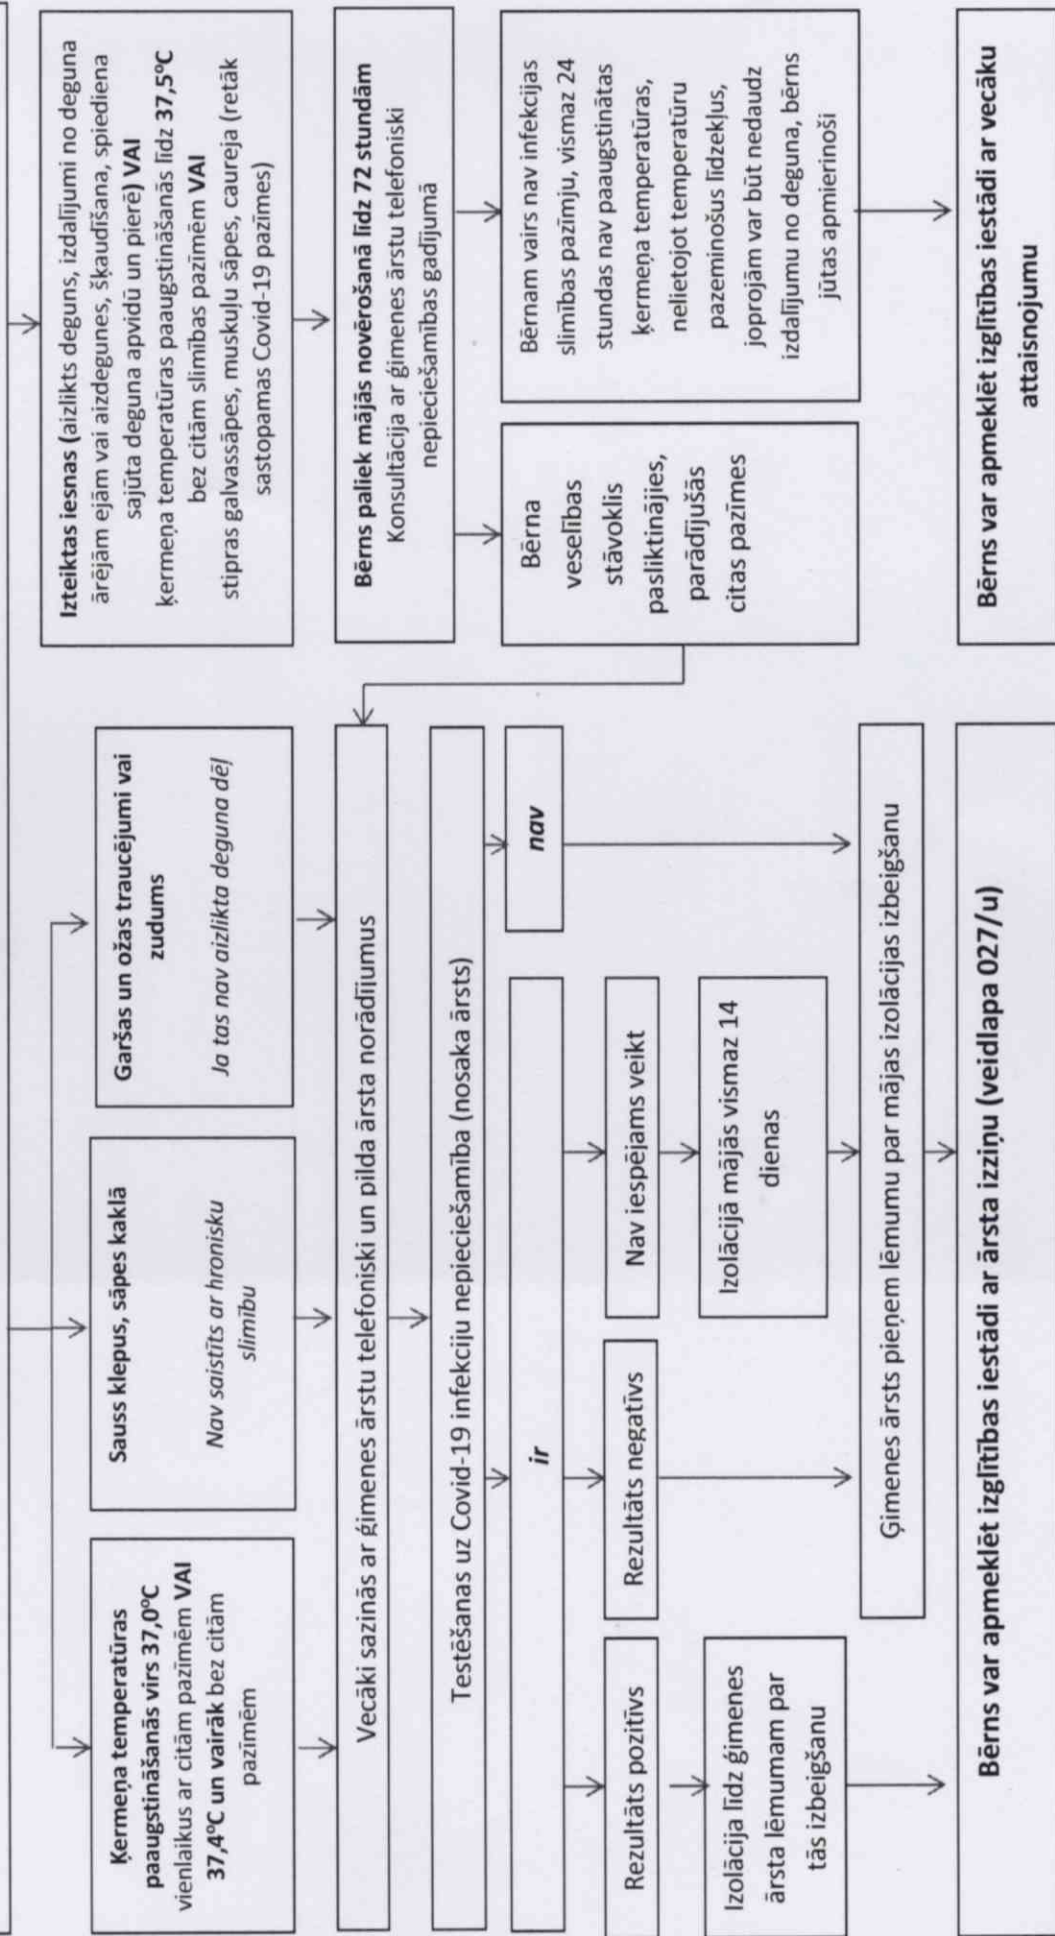 Ķermeņa temperatūras
paaugstināšanās virs 37,0°C
vienlaikus ar citām pazīmēm VAI
37,4°C un vairāk bez citām
pazīmēm
Sauss klepus, sāpes kaklā
Nav saistīts ar hronisku
slimību
Garšas un ožas traucējumi vai
zudums
Ja tas nav aizlikta deguna dēļ
Izteiktas iesnas (aizlikts deguns, izdalījumi no deguna
ārējām ejām vai aizdegunes, šķaudīšana, spiediena
sajūta deguna apvidū un pierē) VAI
ķermeņa temperatūras paaugstināšanās līdz 37,5°C
bez citām slimības pazīmēm VAI
stipras galvassāpes, muskuļu sāpes, caureja (retāk
sastopamas Covid-19 pazīmes)
Vecāki sazinās ar ģimenes ārstu telefoniski un pilda ārsta norādījumus
Bērns paliek mājās novērošanā līdz 72 stundām
Konsultācija ar ģimenes ārstu telefoniski
nepieciešamības gadījumā
Testēšanas uz Covid-19 infekciju nepieciešamība (nosaka ārsts)
ir
nav
Bērna
veselības
stāvoklis
pasliktinājies,
parādījušās
citas pazīmes
Bērnam vairs nav infekcijas
slimības pazīmju, vismaz 24
stundas nav paaugstinātas
ķermeņa temperatūras,
nelietojot temperatūru
pazeminošus līdzekļus,
joprojām var būt nedaudz
izdalījumu no deguna, bērns
jūtas apmierinoši
Rezultāts pozitīvs
Rezultāts negatīvs
Nav iespējams veikt
Izolācija līdz ģimenes
ārsta lēmumam par
tās izbeigšanu
Izolācijā mājās vismaz 14
dienas
Ģimenes ārsts pieņem lēmumu par mājas izolācijas izbeigšanu
Bērns var apmeklēt izglītības iestādi ar ārsta izziņu (veidlapa 027/u)
Bērns var apmeklēt izglītības iestādi ar vecāku
attaisnojumu